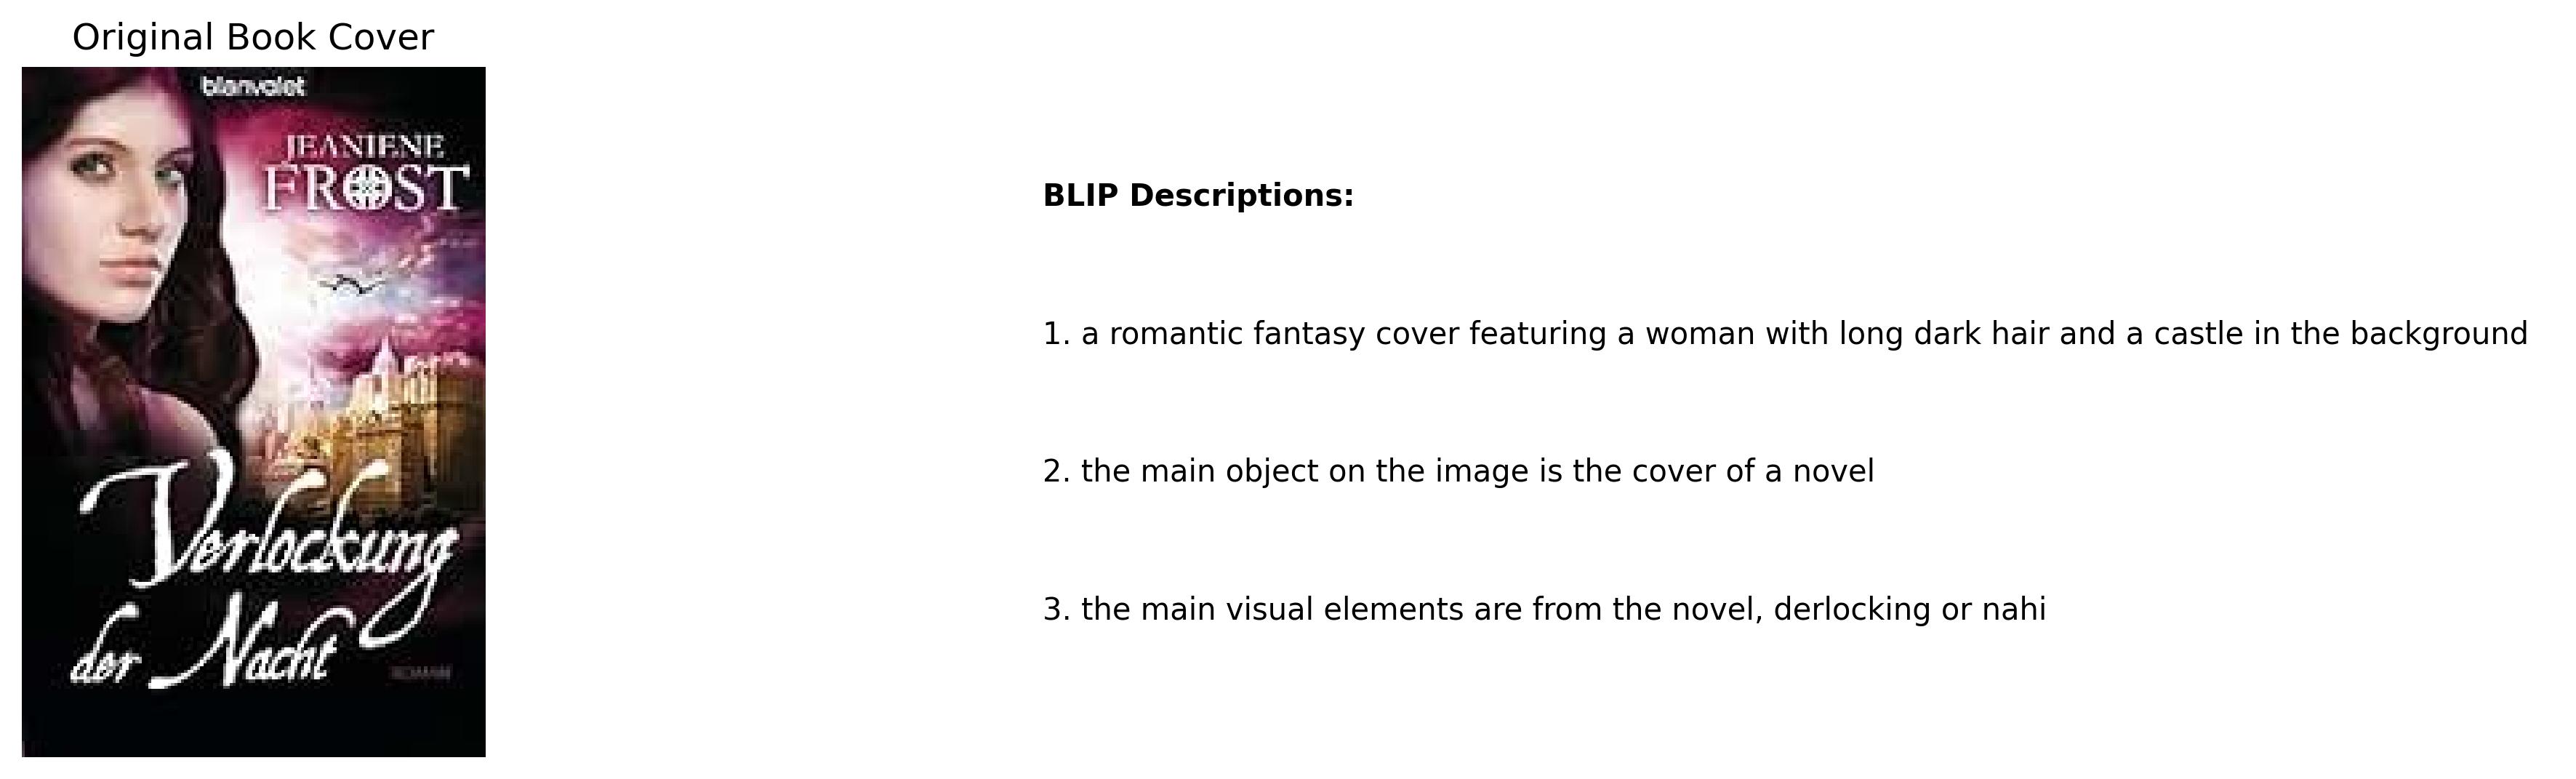 Original Book Cover
blanvalet
JEANIENE
FROST
Verlockung
der Nacht
ROMAN
BLIP Descriptions:
1. a romantic fantasy cover featuring a woman with long dark hair and a castle in the background
2. the main object on the image is the cover of a novel
3. the main visual elements are from the novel, derlocking or nahi